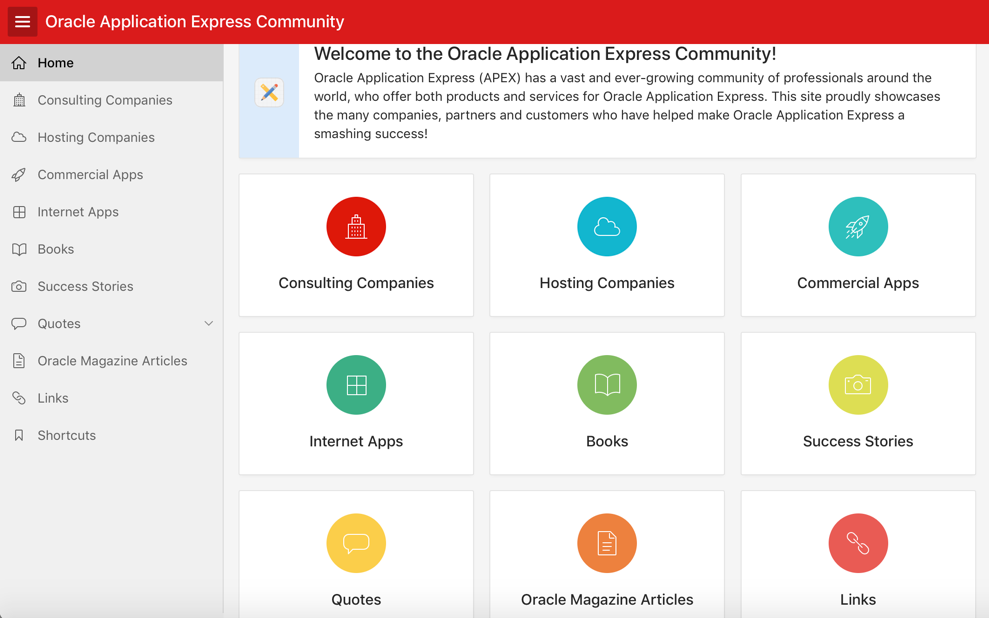 Oracle Application Express Community
Home
Consulting Companies
Hosting Companies
Commercial Apps
Internet Apps
Books
Success Stories
Quotes
Oracle Magazine Articles
Links
Shortcuts
Welcome to the Oracle Application Express Community!
Oracle Application Express (APEX) has a vast and ever-growing community of professionals around the
world, who offer both products and services for Oracle Application Express. This site proudly showcases
the many companies, partners and customers who have helped make Oracle Application Express a
smashing success!
Consulting Companies
Hosting Companies
Commercial Apps
Internet Apps
Books
Success Stories
Quotes
Oracle Magazine Articles
Links